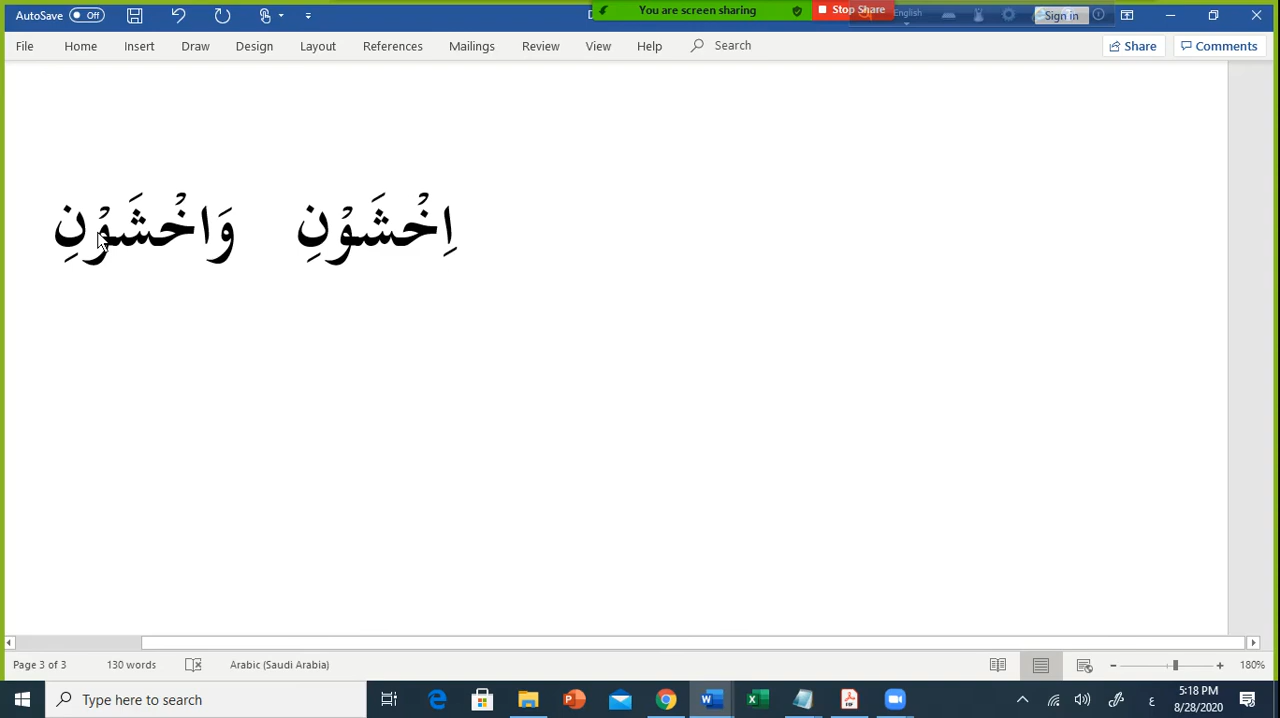 AutoSave Off You are screen sharing Stop Share English Sign in
File Home Insert Draw Design Layout References Mailings Review View Help Search Share Comments
اِخْشَوْنِ وَاخْشَوْنِ
Page 3 of 3 130 words Arabic (Saudi Arabia) 180%
Type here to search ع 5:18 PM
8/28/2020